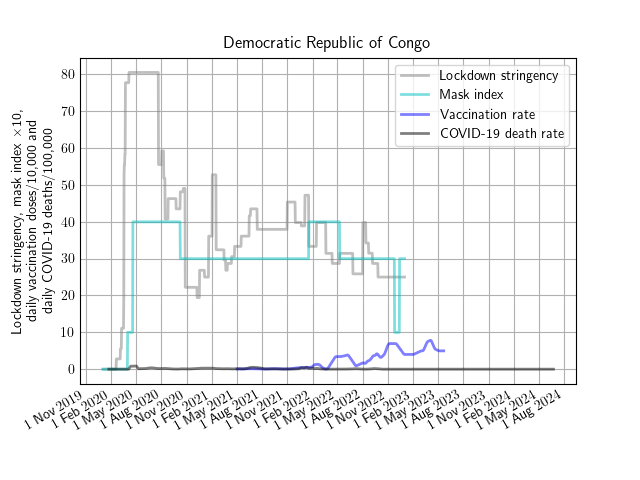 Democratic Republic of Congo
Lockdown stringency, mask index ×10,
daily vaccination doses/10,000 and
daily COVID-19 deaths/100,000
80
70
60
50
40
30
20
10
0
Lockdown stringency
Mask index
Vaccination rate
COVID-19 death rate
1 Nov 2019
1 Feb 2020
1 May 2020
1 Aug 2020
1 Nov 2020
1 Feb 2021
1 May 2021
1 Aug 2021
1 Nov 2021
1 Feb 2022
1 May 2022
1 Aug 2022
1 Nov 2022
1 Feb 2023
1 May 2023
1 Aug 2023
1 Nov 2023
1 Feb 2024
1 May 2024
1 Aug 2024